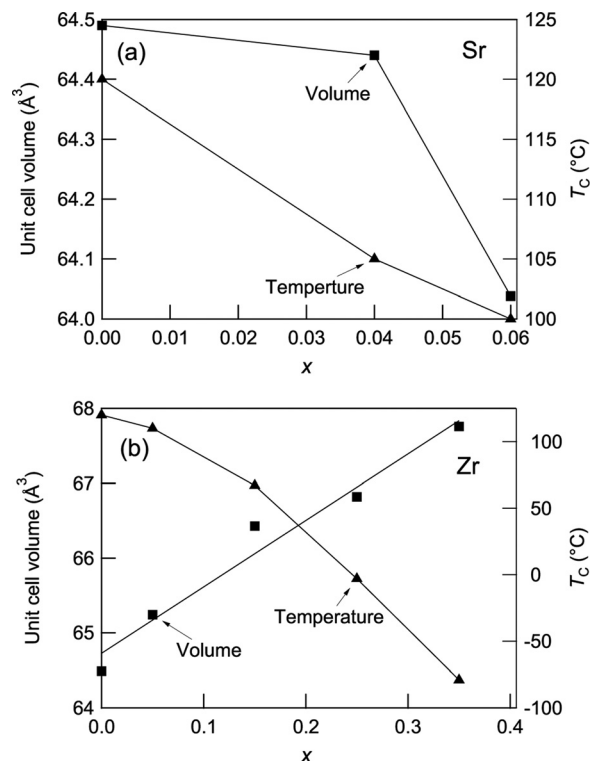 64.5
64.4
64.3
64.2
64.1
64.0
Unit cell volume (Å³)
(a)
Sr
Volume
Temperture
125
120
115
110
105
100
T_C (°C)
0.00 0.01 0.02 0.03 0.04 0.05 0.06
x
68
67
66
65
64
Unit cell volume (Å³)
(b)
Zr
Volume
Temperature
100
50
0
-50
-100
T_C (°C)
0.0 0.1 0.2 0.3 0.4
x